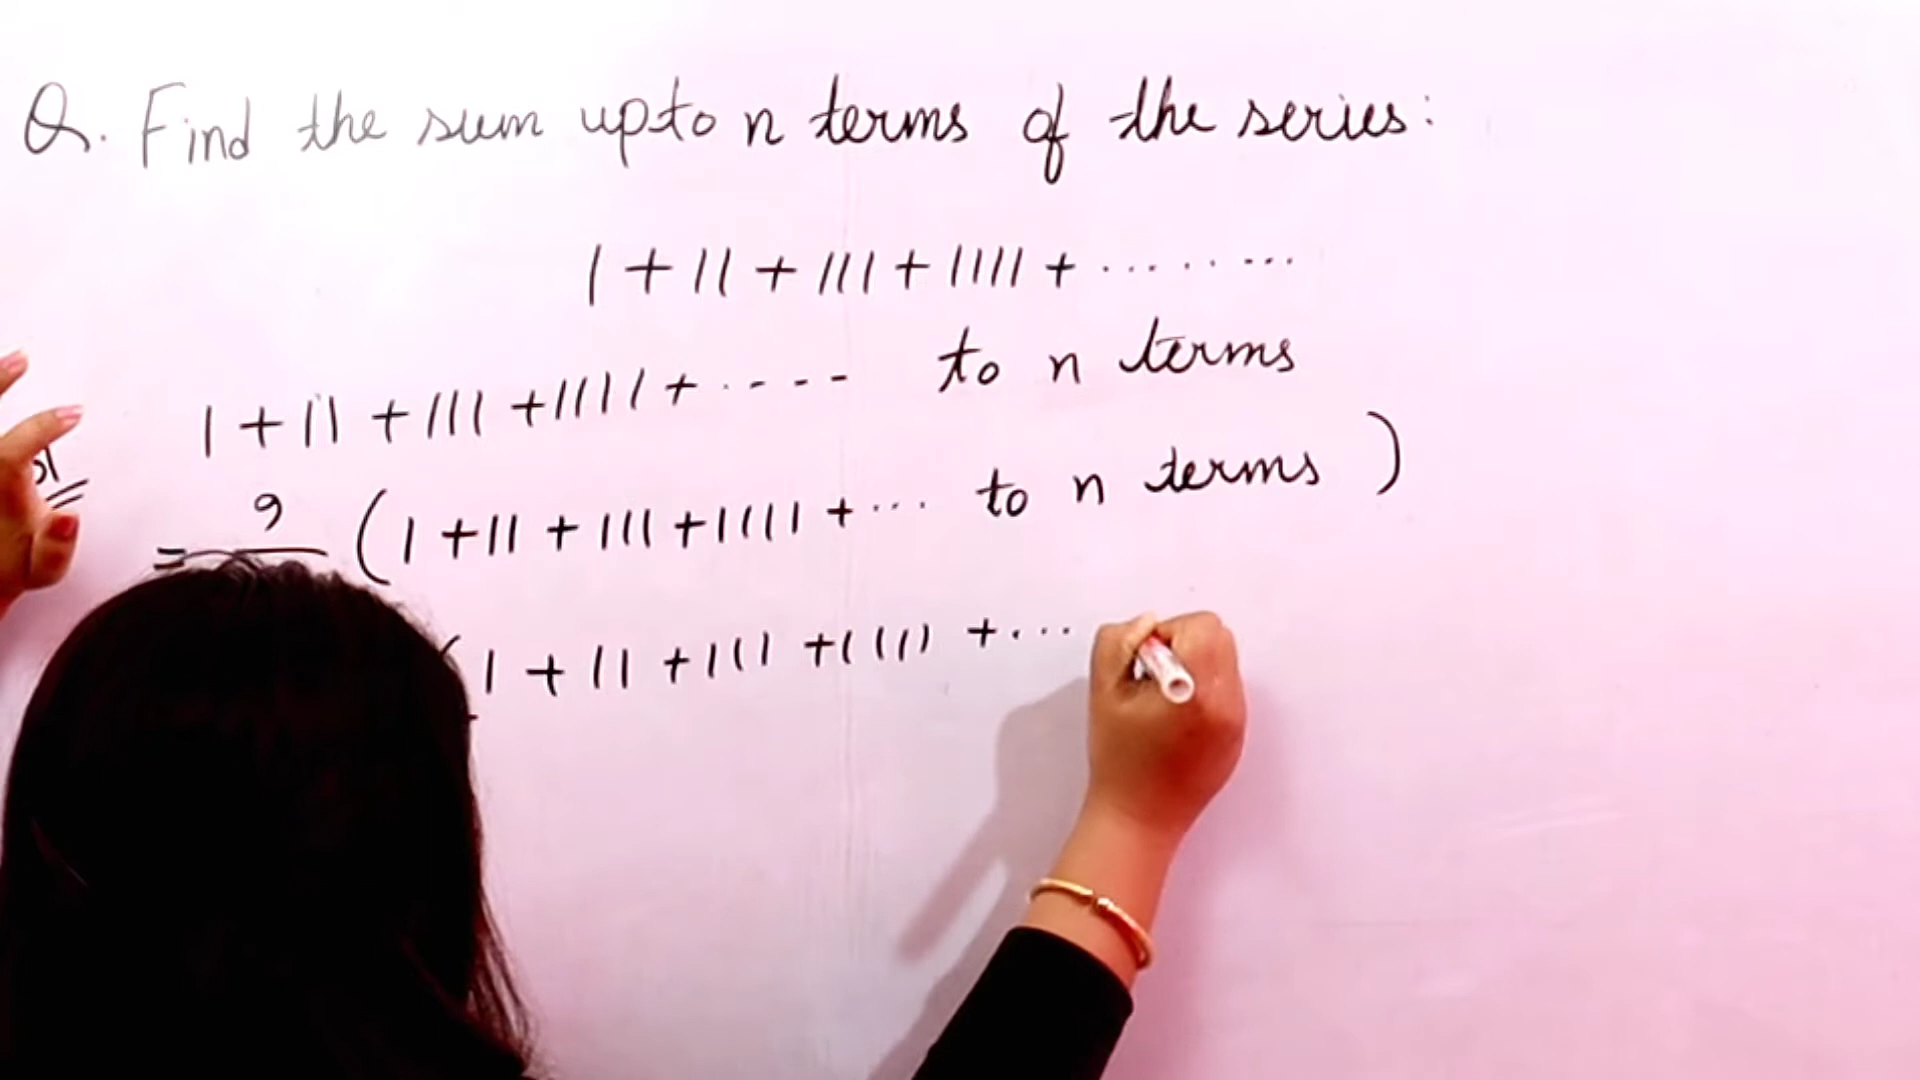 Q. Find the sum upto n terms of the series:
1 + 11 + 111 + 1111 + .........
1 + 11 + 111 + 1111 + ..... to n terms
= 9 (1 + 11 + 111 + 1111 + ... to n terms)
(1 + 11 + 111 + 1111 + ...